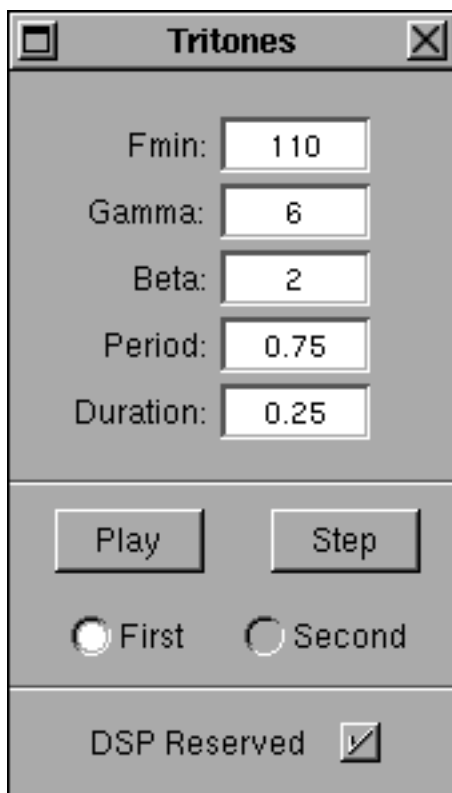 Tritones
Fmin: 110
Gamma: 6
Beta: 2
Period: 0.75
Duration: 0.25
Play Step
First Second
DSP Reserved